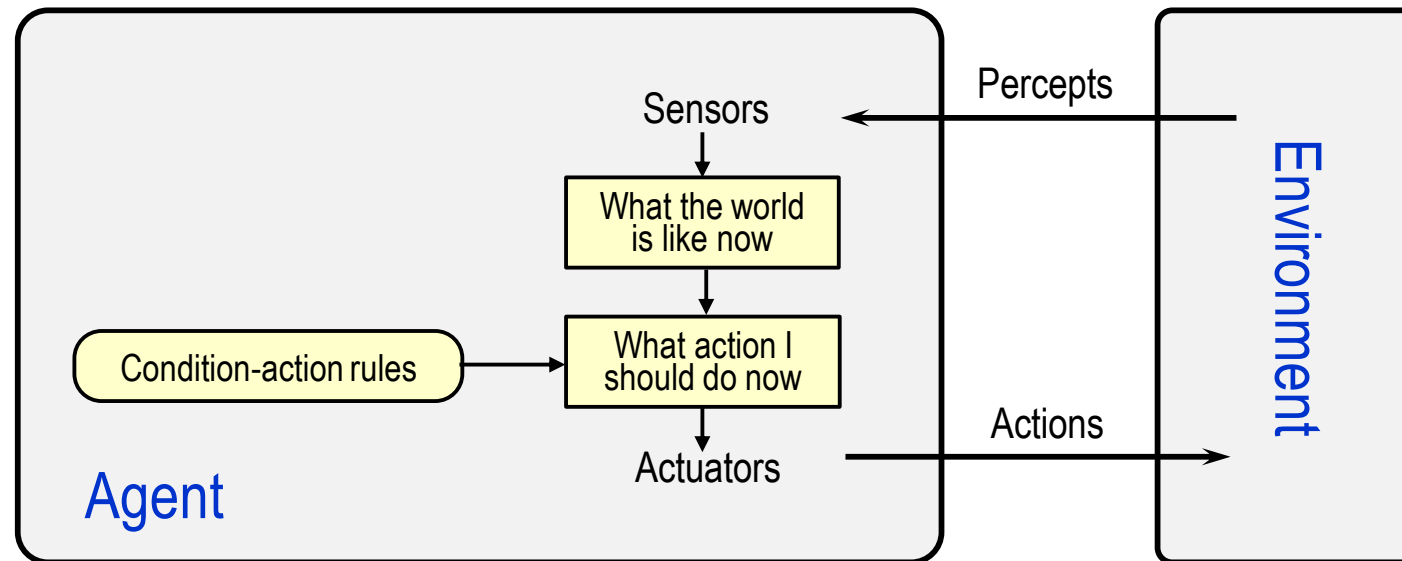 Percepts
Sensors
What the world
is like now
Condition-action rules
What action I
should do now
Actions
Actuators
Agent
Environment